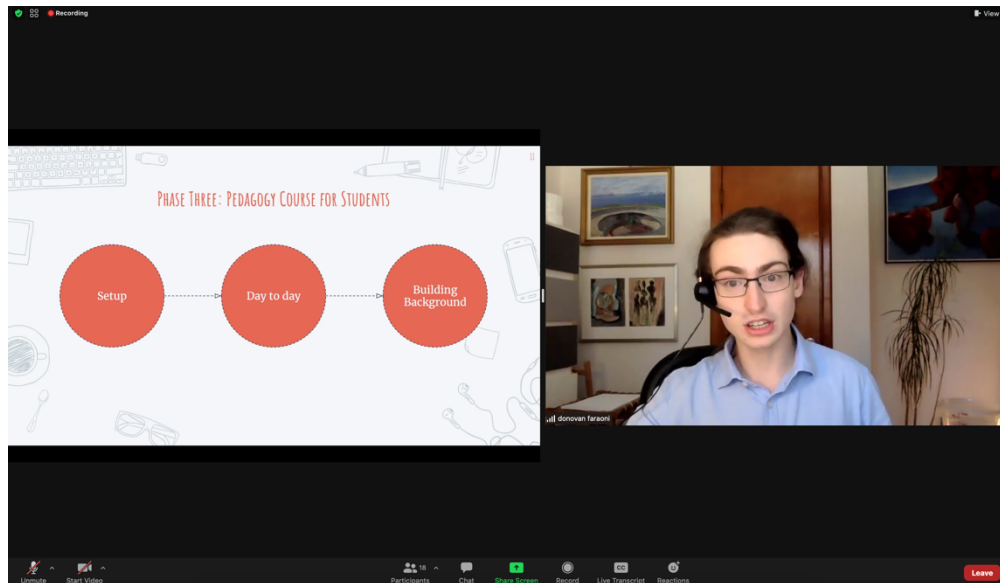 Recording
View
PHASE THREE: PEDAGOGY COURSE FOR STUDENTS
Setup
Day to day
Building
Background
donovan faraoni
Unmute
Start Video
18
Participants
Chat
Share Screen
Record
CC
Live Transcript
Reactions
Leave